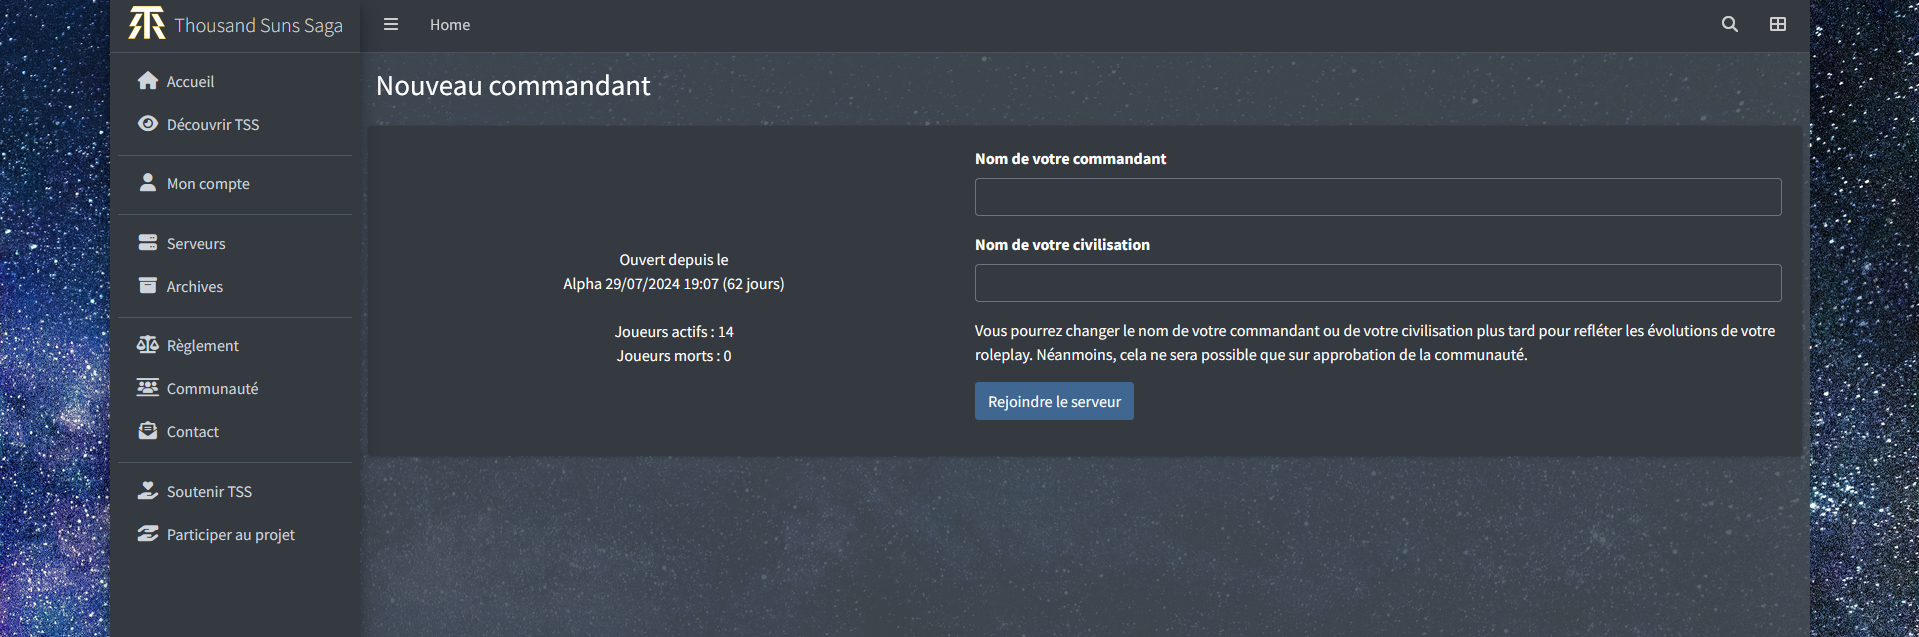 Thousand Suns Saga
Home
Accueil
Découvrir TSS
Mon compte
Serveurs
Archives
Règlement
Communauté
Contact
Soutenir TSS
Participer au projet
Nouveau commandant
Ouvert depuis le
Alpha 29/07/2024 19:07 (62 jours)
Joueurs actifs : 14
Joueurs morts : 0
Nom de votre commandant
Nom de votre civilisation
Vous pourrez changer le nom de votre commandant ou de votre civilisation plus tard pour refléter les évolutions de votre
roleplay. Néanmoins, cela ne sera possible que sur approbation de la communauté.
Rejoindre le serveur